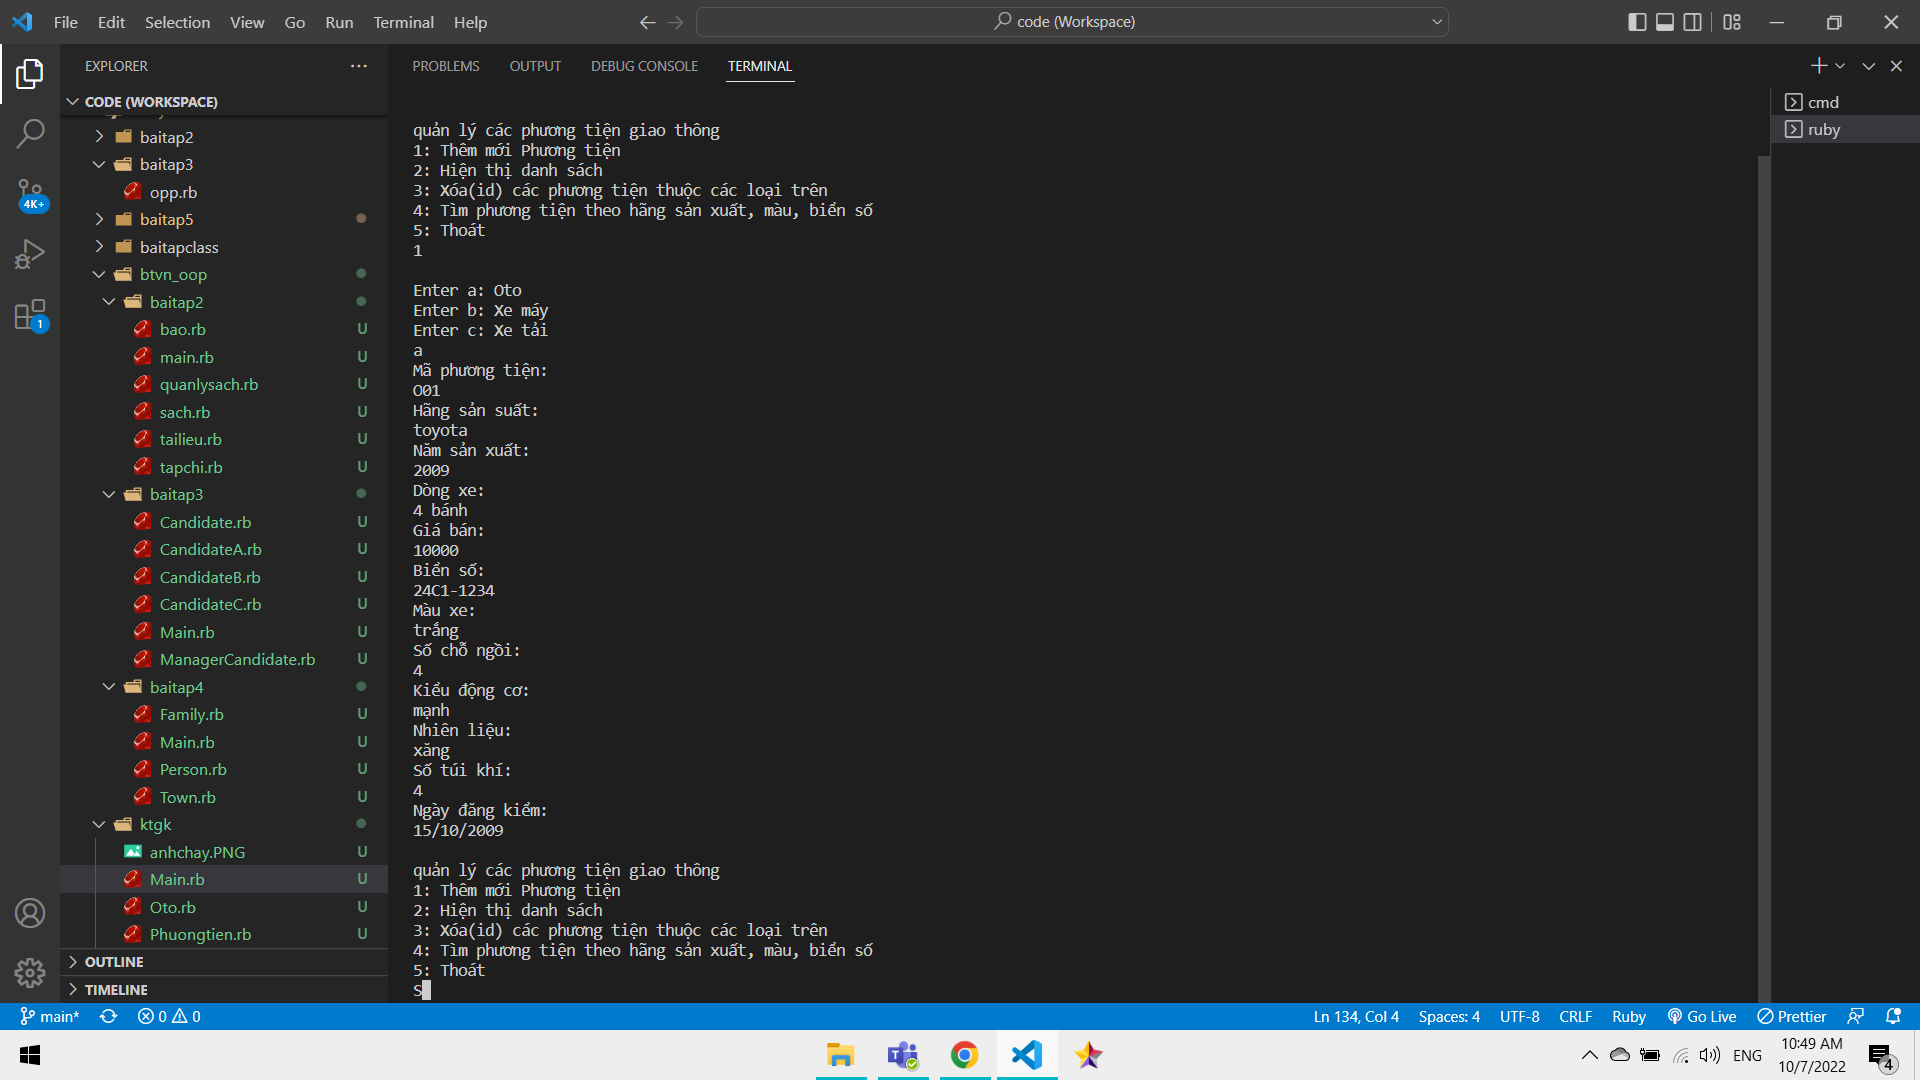 File Edit Selection View Go Run Terminal Help
code (Workspace)
EXPLORER
PROBLEMS OUTPUT DEBUG CONSOLE TERMINAL
CODE (WORKSPACE)
baitap2
baitap3
opp.rb
baitap5
baitapclass
btvn_oop
baitap2
bao.rb U
main.rb U
quanlysach.rb U
sach.rb U
tailieu.rb U
tapchi.rb U
baitap3
Candidate.rb U
CandidateA.rb U
CandidateB.rb U
CandidateC.rb U
Main.rb U
ManagerCandidate.rb U
baitap4
Family.rb U
Main.rb U
Person.rb U
Town.rb U
ktgk
anhchay.PNG U
Main.rb U
Oto.rb U
Phuongtien.rb U
OUTLINE
TIMELINE
4K+
1
quản lý các phương tiện giao thông
1: Thêm mới Phương tiện
2: Hiện thị danh sách
3: Xóa(id) các phương tiện thuộc các loại trên
4: Tìm phương tiện theo hãng sản xuất, màu, biển số
5: Thoát
1
Enter a: Oto
Enter b: Xe máy
Enter c: Xe tải
a
Mã phương tiện:
O01
Hãng sản suất:
toyota
Năm sản xuất:
2009
Dòng xe:
4 bánh
Giá bán:
10000
Biển số:
24C1-1234
Màu xe:
trắng
Số chỗ ngồi:
4
Kiểu động cơ:
mạnh
Nhiên liệu:
xăng
Số túi khí:
4
Ngày đăng kiểm:
15/10/2009
quản lý các phương tiện giao thông
1: Thêm mới Phương tiện
2: Hiện thị danh sách
3: Xóa(id) các phương tiện thuộc các loại trên
4: Tìm phương tiện theo hãng sản xuất, màu, biển số
5: Thoát
S
cmd
ruby
main* 0 0
Ln 134, Col 4 Spaces: 4 UTF-8 CRLF Ruby Go Live Prettier
ENG
10:49 AM
10/7/2022
4